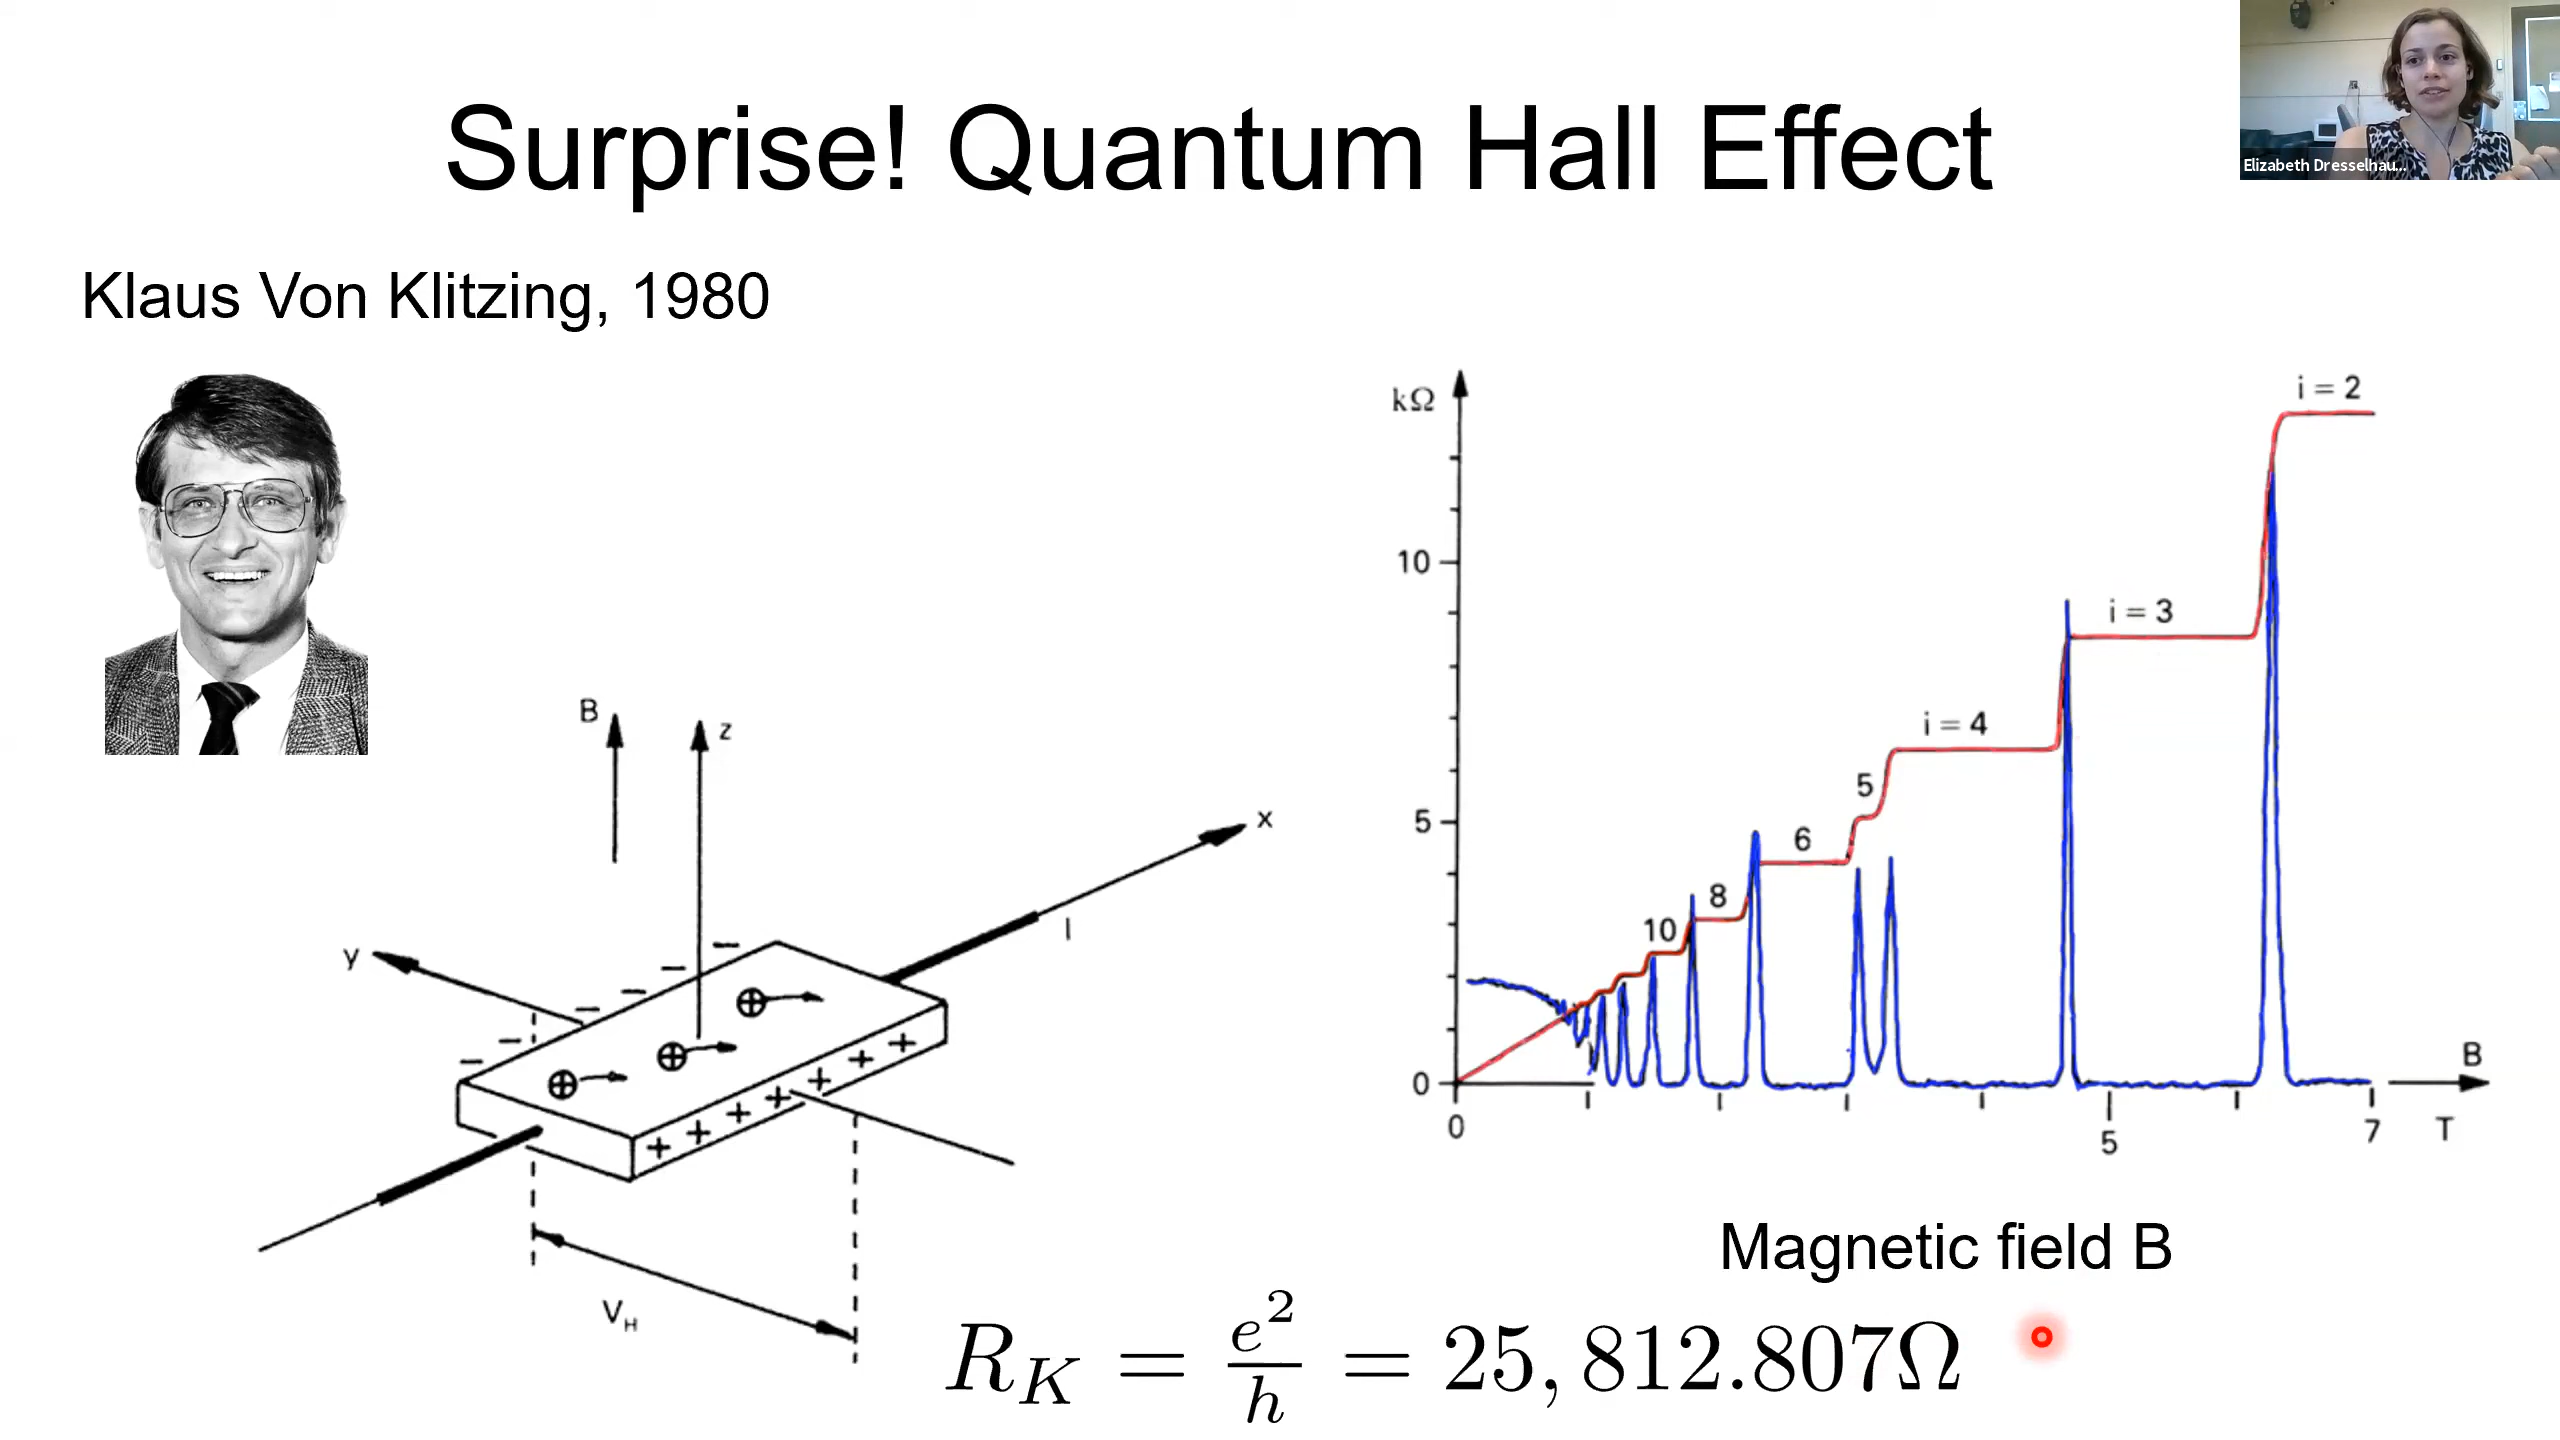 Surprise! Quantum Hall Effect
Elizabeth Dresselhau...
Klaus Von Klitzing, 1980
kΩ
i = 2
10
i = 3
i = 4
5
5
6
8
10
0
0
5
7
T
B
B
z
x
y
I
− − − − − −
+ + + + + + +
V_H
Magnetic field B
R_K = e^2/h = 25,812.807Ω